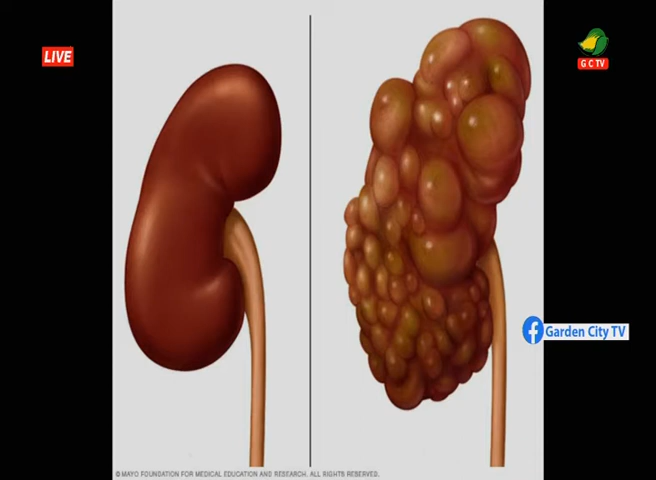 LIVE
GCTV
Garden City TV
© MAYO FOUNDATION FOR MEDICAL EDUCATION AND RESEARCH. ALL RIGHTS RESERVED.